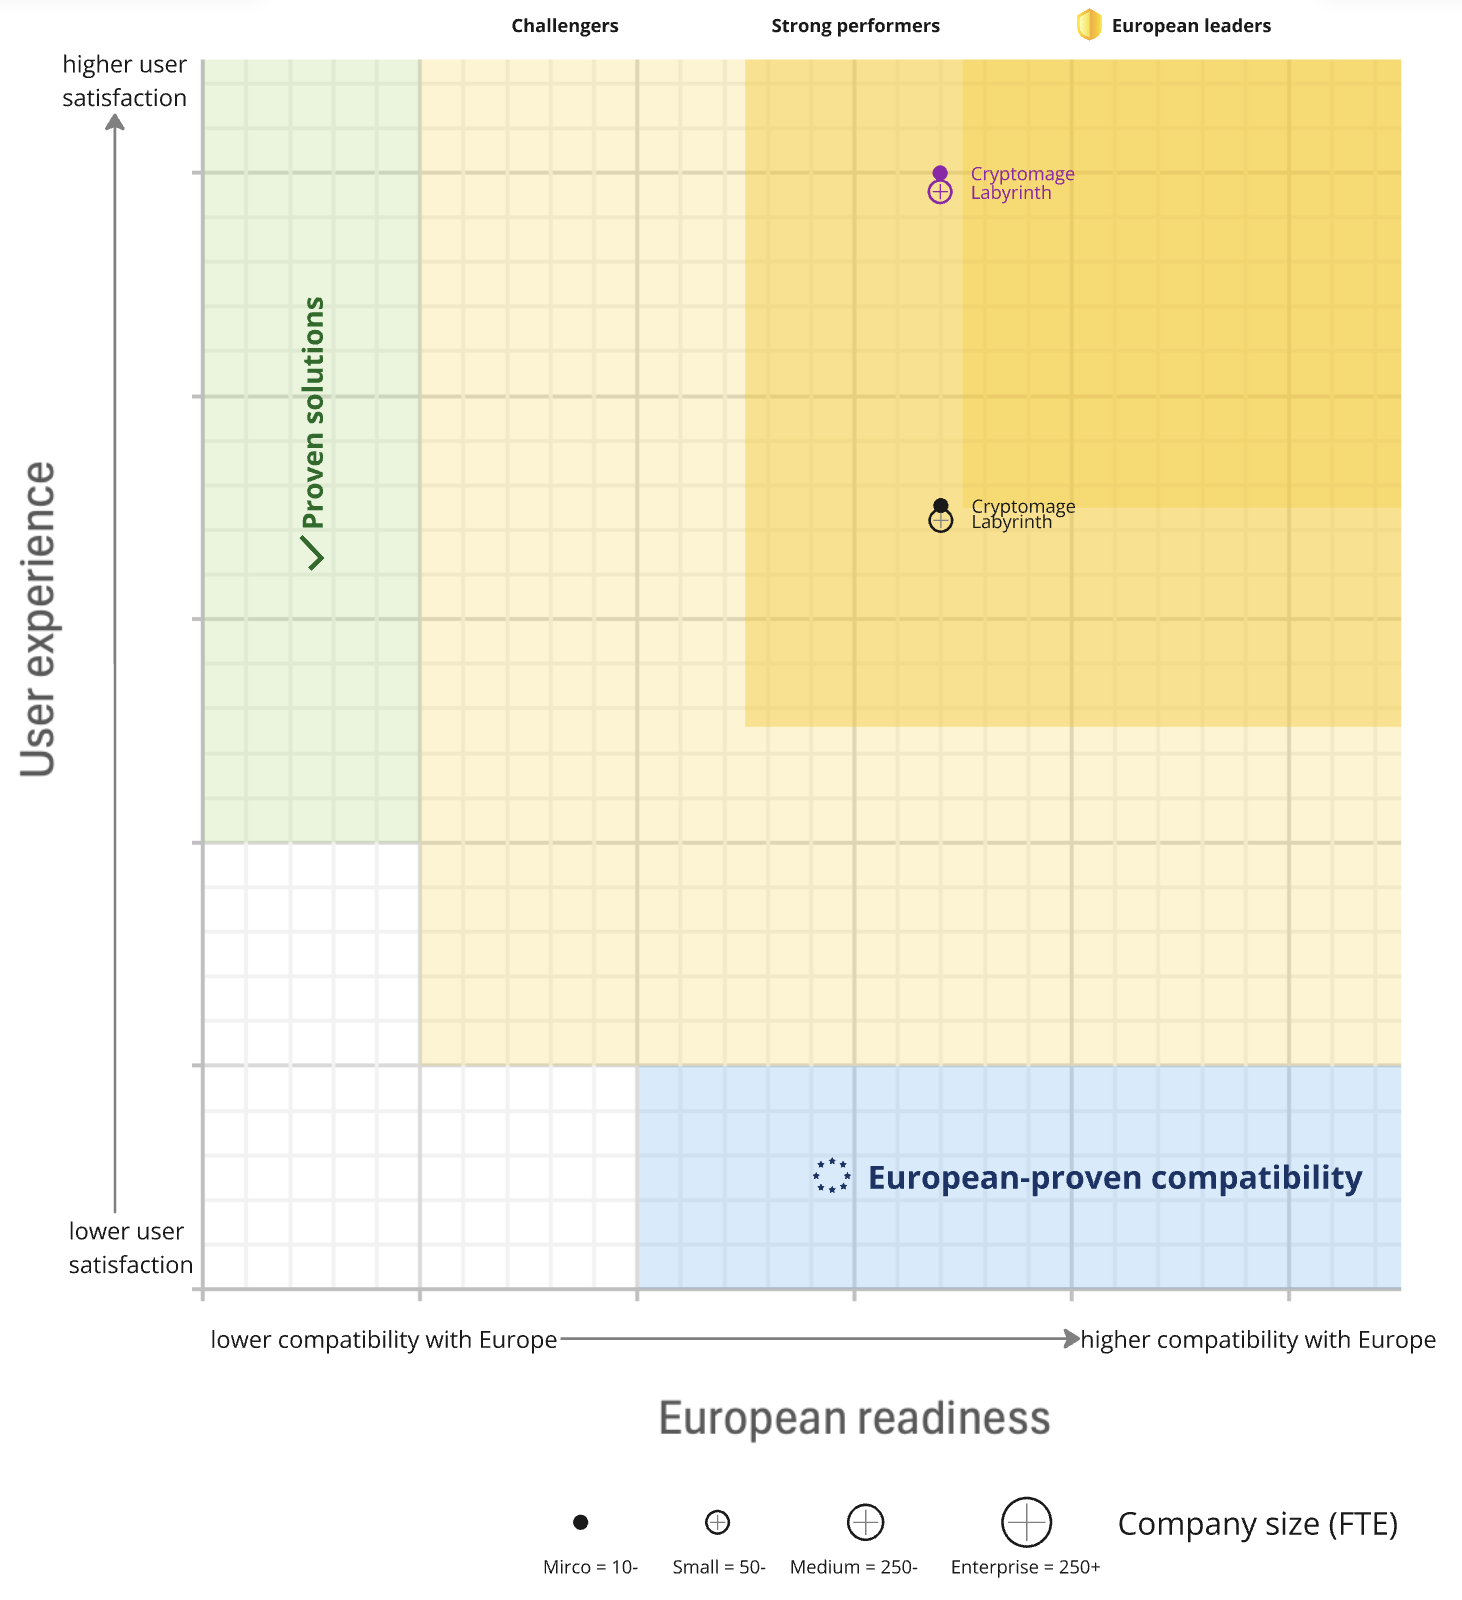 Challengers
Strong performers
European leaders
higher user
satisfaction
Cryptomage
Labyrinth
Proven solutions
User experience
Cryptomage
Labyrinth
European-proven compatibility
lower user
satisfaction
lower compatibility with Europe
higher compatibility with Europe
European readiness
Company size (FTE)
Mirco = 10-
Small = 50-
Medium = 250-
Enterprise = 250+